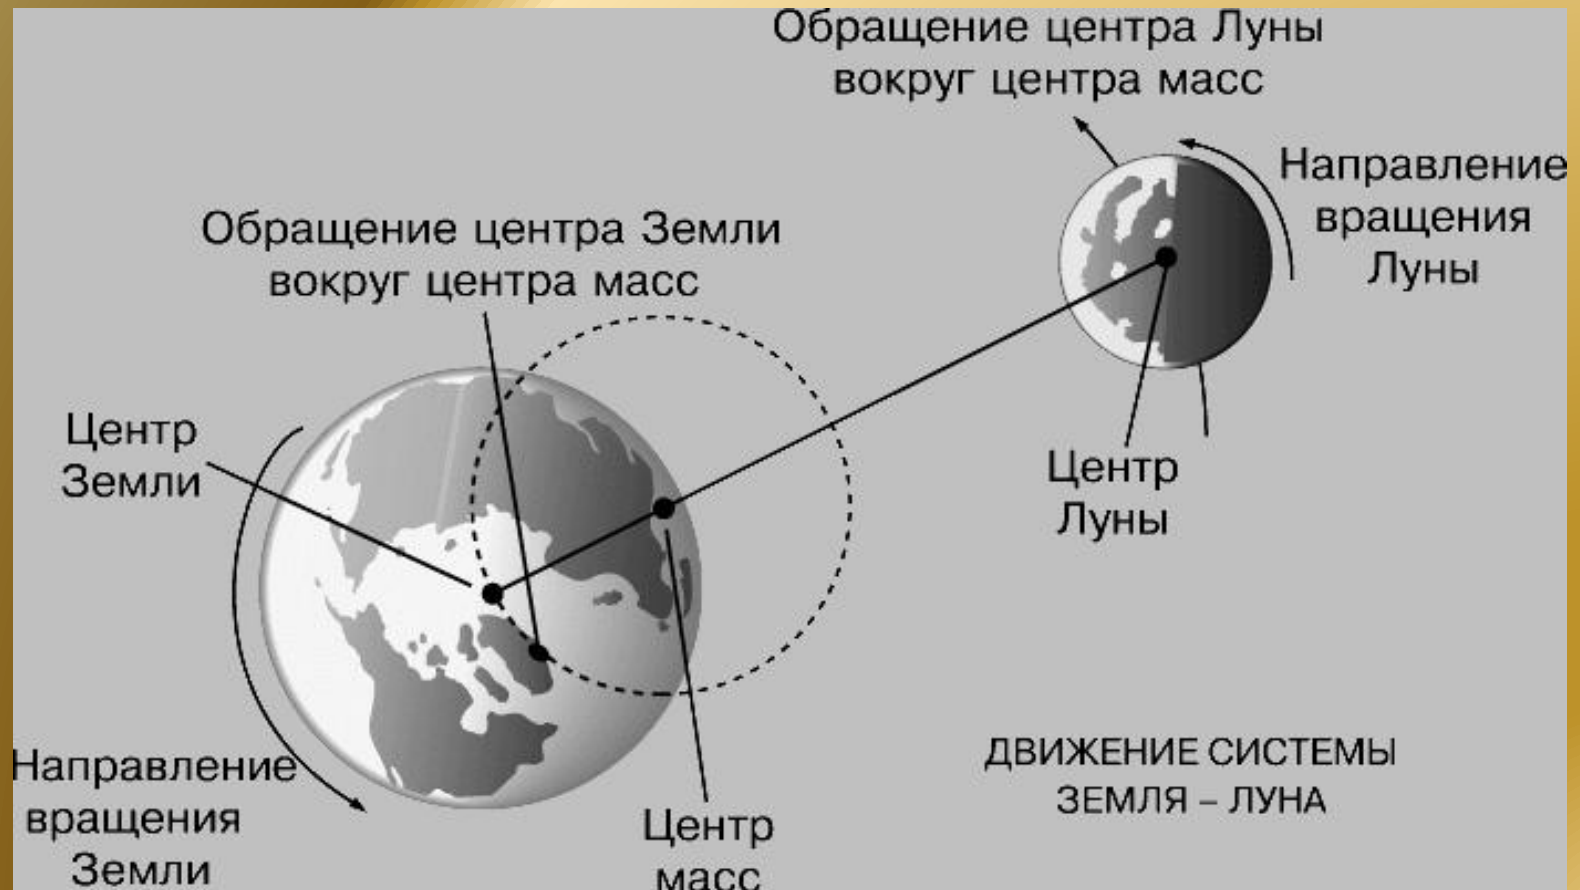 Обращение центра Луны
вокруг центра масс
Направление
вращения
Луны
Обращение центра Земли
вокруг центра масс
Центр
Земли
Центр
Луны
Направление
вращения
Земли
Центр
масс
ДВИЖЕНИЕ СИСТЕМЫ
ЗЕМЛЯ – ЛУНА